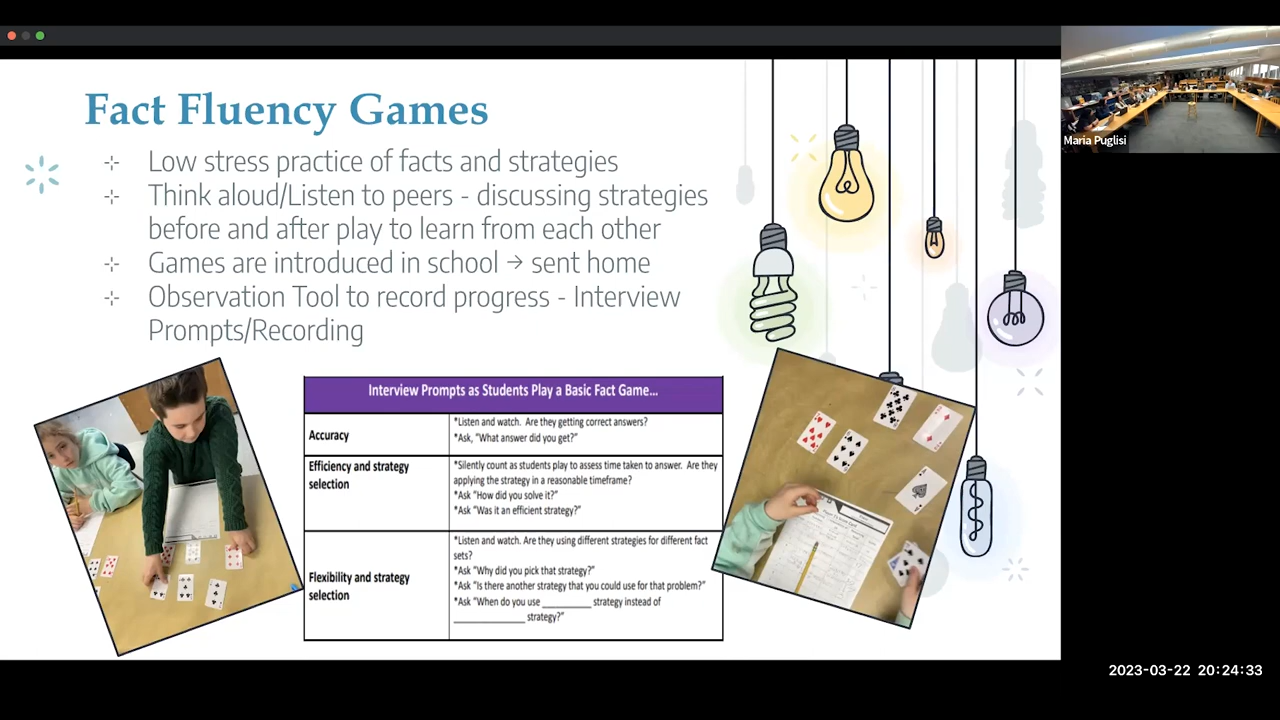 Fact Fluency Games
Low stress practice of facts and strategies
Think aloud/Listen to peers - discussing strategies
before and after play to learn from each other
Games are introduced in school → sent home
Observation Tool to record progress - Interview
Prompts/Recording
Interview Prompts as Students Play a Basic Fact Game...
Accuracy
*Listen and watch. Are they getting correct answers?
*Ask, "What answer did you get?"
Efficiency and strategy
selection
*Silently count as students play to assess time taken to answer. Are they
applying the strategy in a reasonable timeframe?
*Ask "How did you solve it?"
*Ask "Was it an efficient strategy?"
Flexibility and strategy
selection
*Listen and watch. Are they using different strategies for different fact
sets?
*Ask "Why did you pick that strategy?"
*Ask "Is there another strategy that you could use for that problem?"
*Ask "When do you use __________ strategy instead of
______________ strategy?"
Maria Puglisi
2023-03-22 20:24:33